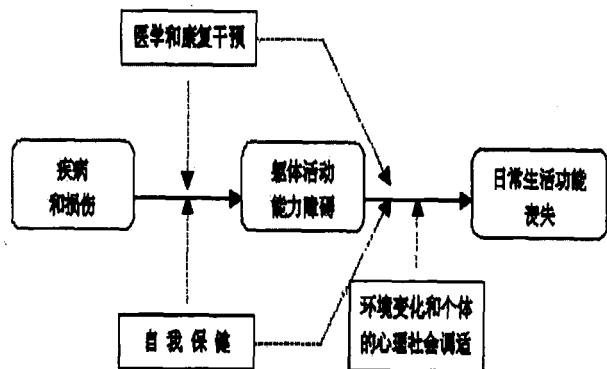 医学和康复干预
疾病
和损伤
躯体活动
能力障碍
日常生活功能
丧失
自我保健
环境变化和个体
的心理社会调适